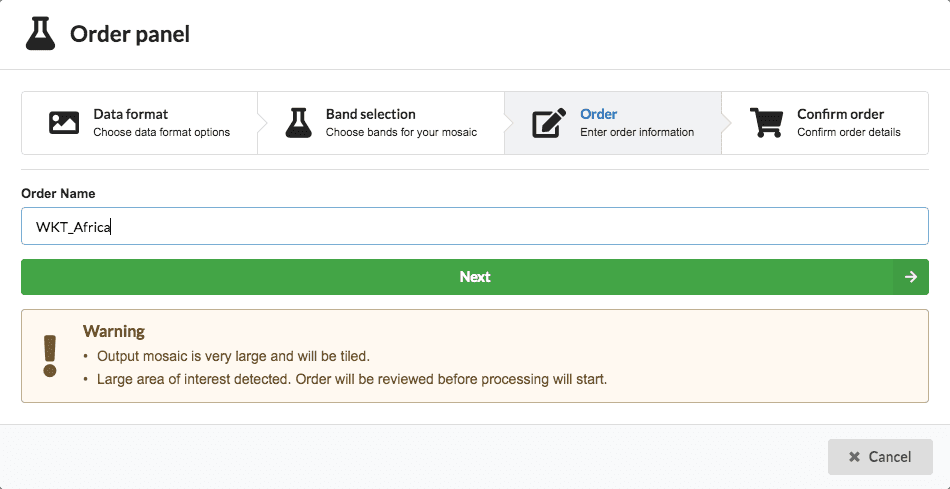 Order panel
Data format
Choose data format options
Band selection
Choose bands for your mosaic
Order
Enter order information
Confirm order
Confirm order details
Order Name
WKT_Africa
Next
Warning
• Output mosaic is very large and will be tiled.
• Large area of interest detected. Order will be reviewed before processing will start.
Cancel